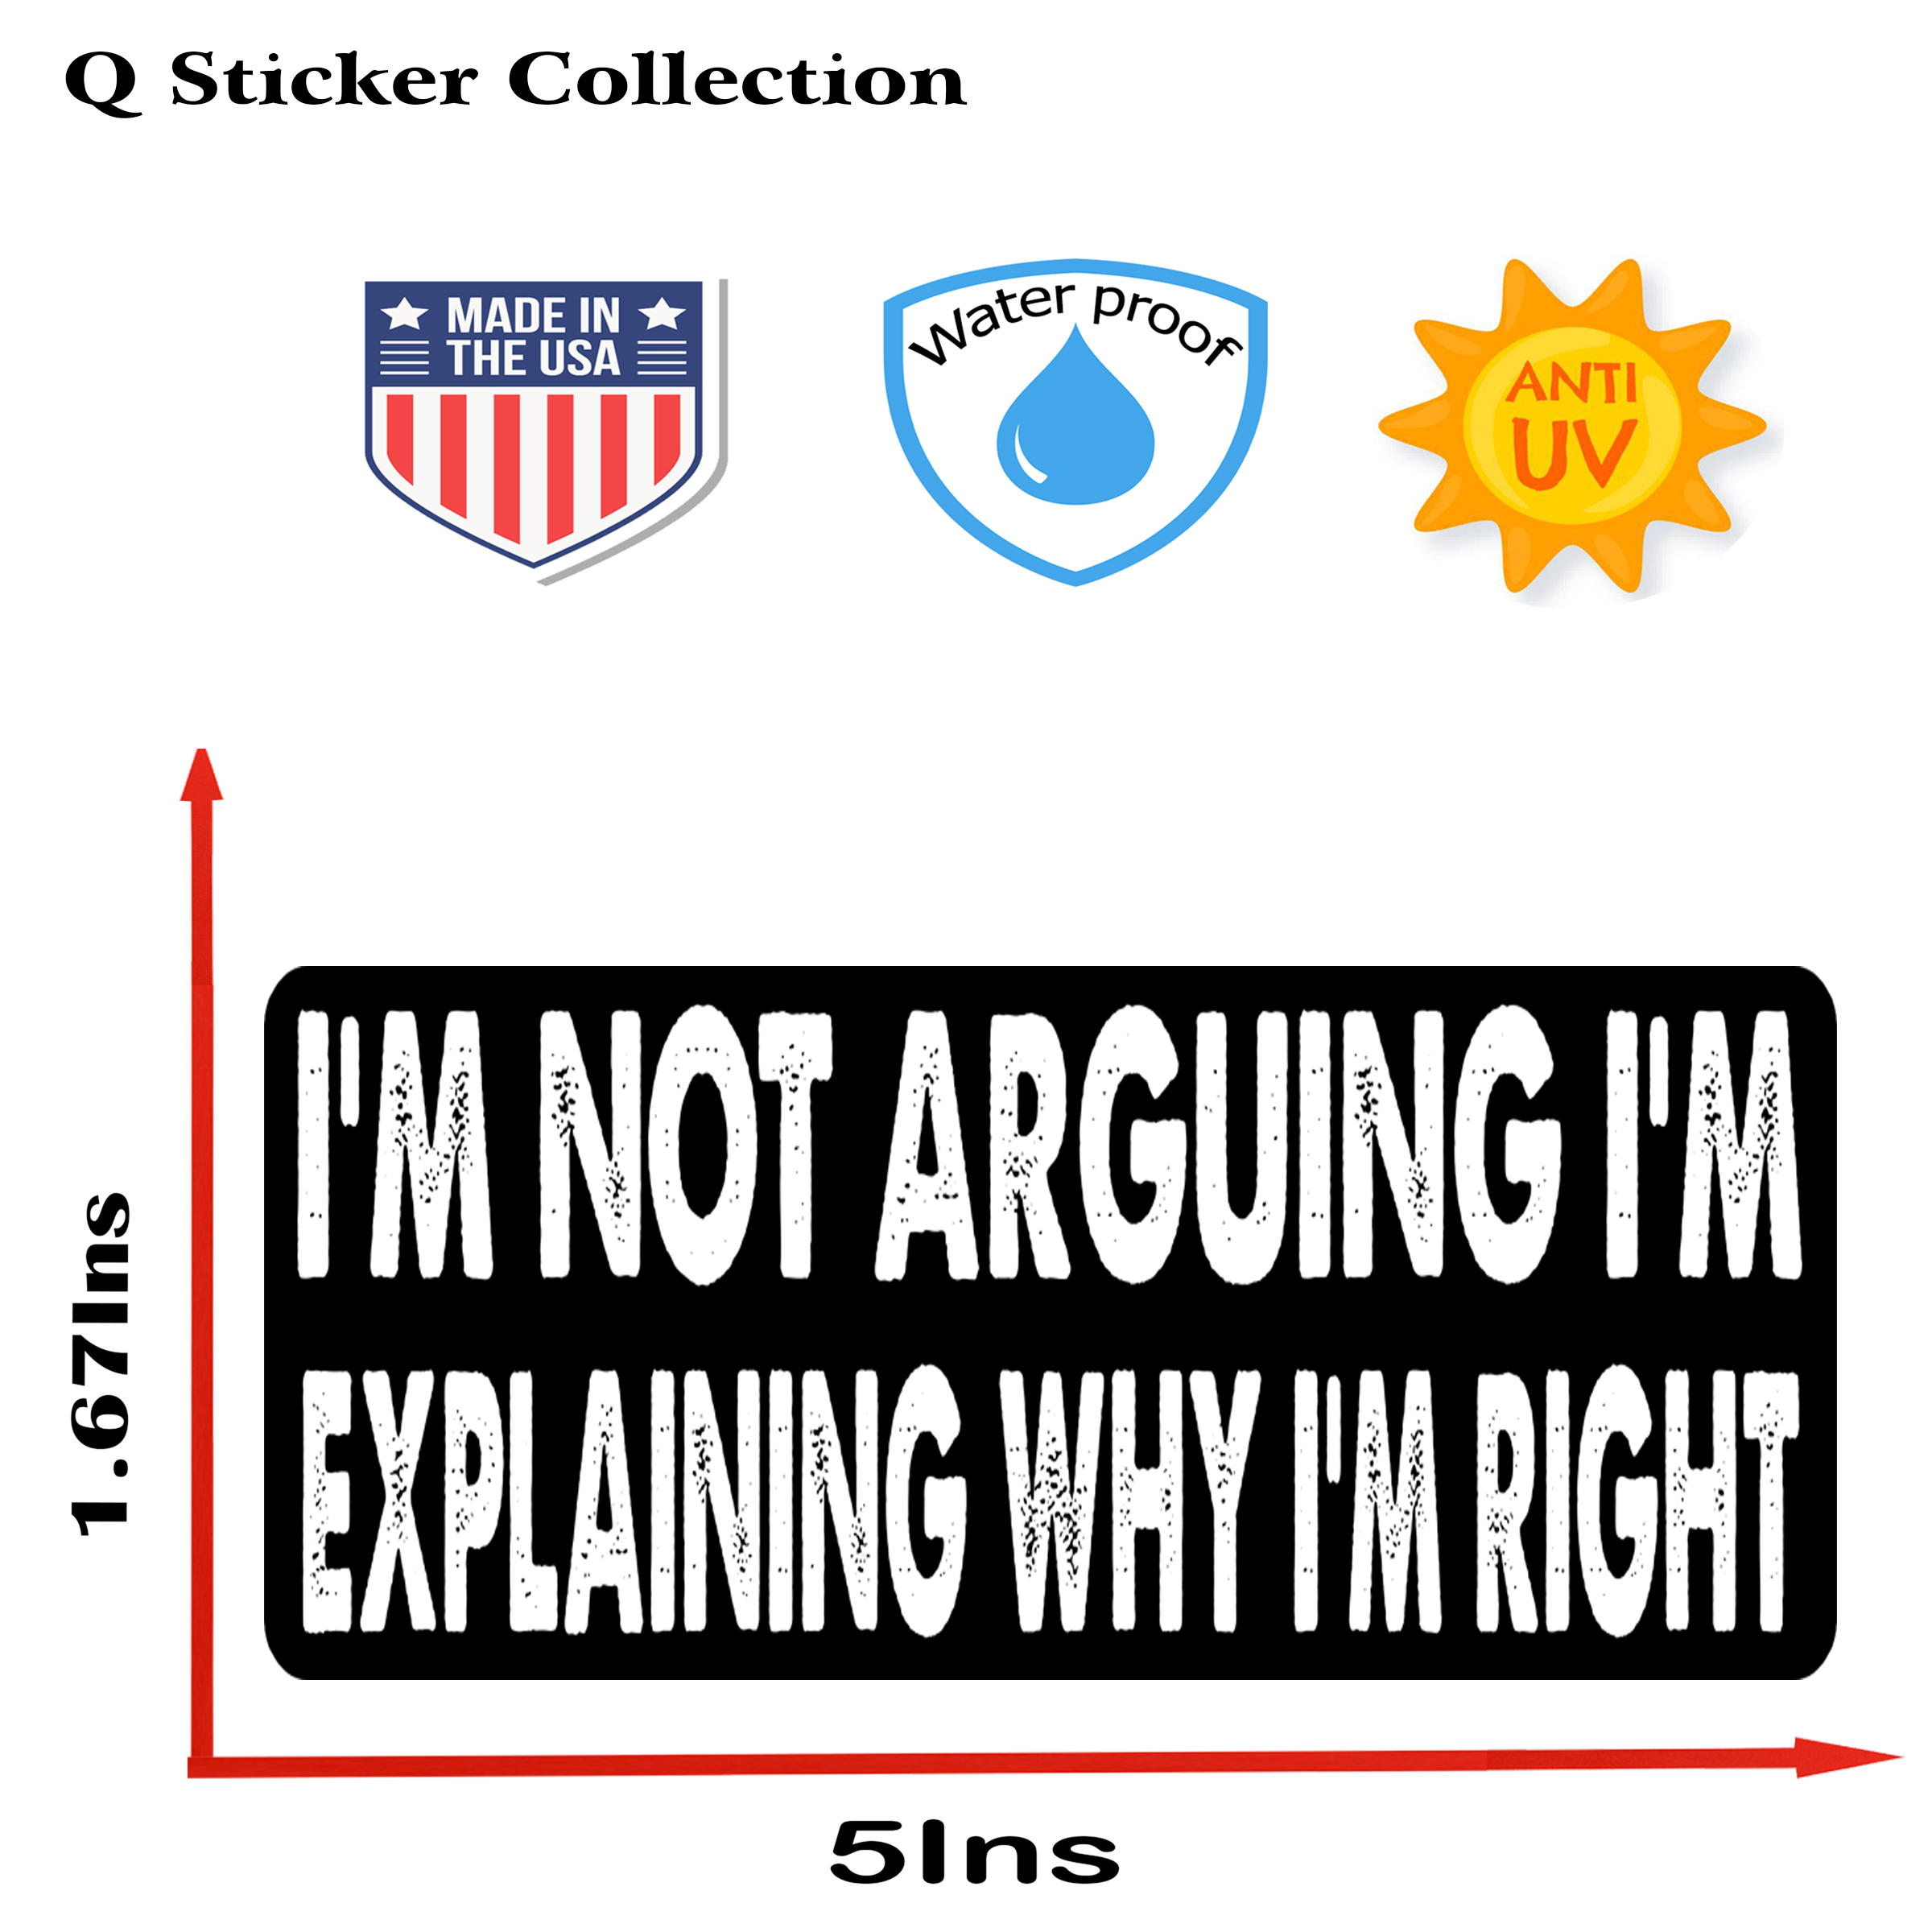 Q Sticker Collection
MADE IN
THE USA
Water proof
ANTI
UV
I'M NOT ARGUING I'M
EXPLAINING WHY I'M RIGHT
1.67Ins
5Ins